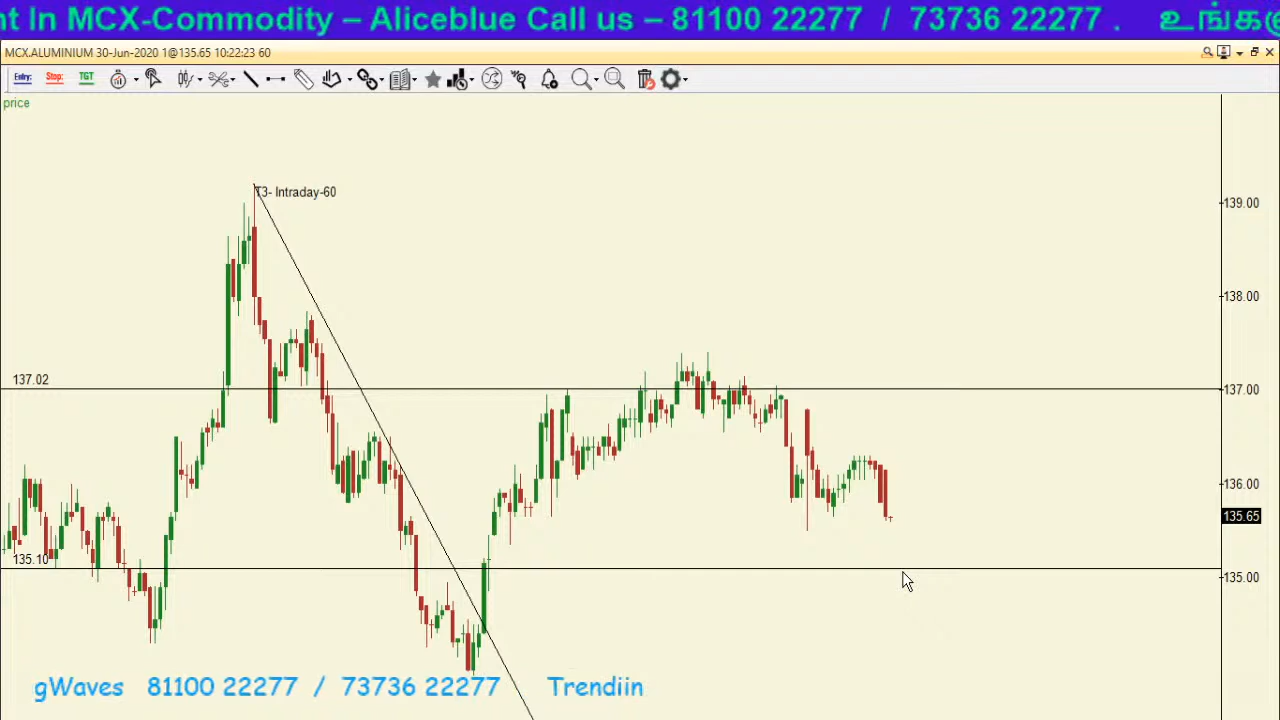 nt In MCX-Commodity – Aliceblue Call us – 81100 22277 / 73736 22277 . உங்களு
MCX.ALUMINIUM 30-Jun-2020 1@135.65 10:22:23 60
Entry: Stop: TGT
price
T3- Intraday-60
139.00
138.00
137.02
137.00
136.00
135.65
135.10
135.00
gWaves 81100 22277 / 73736 22277 Trendiin